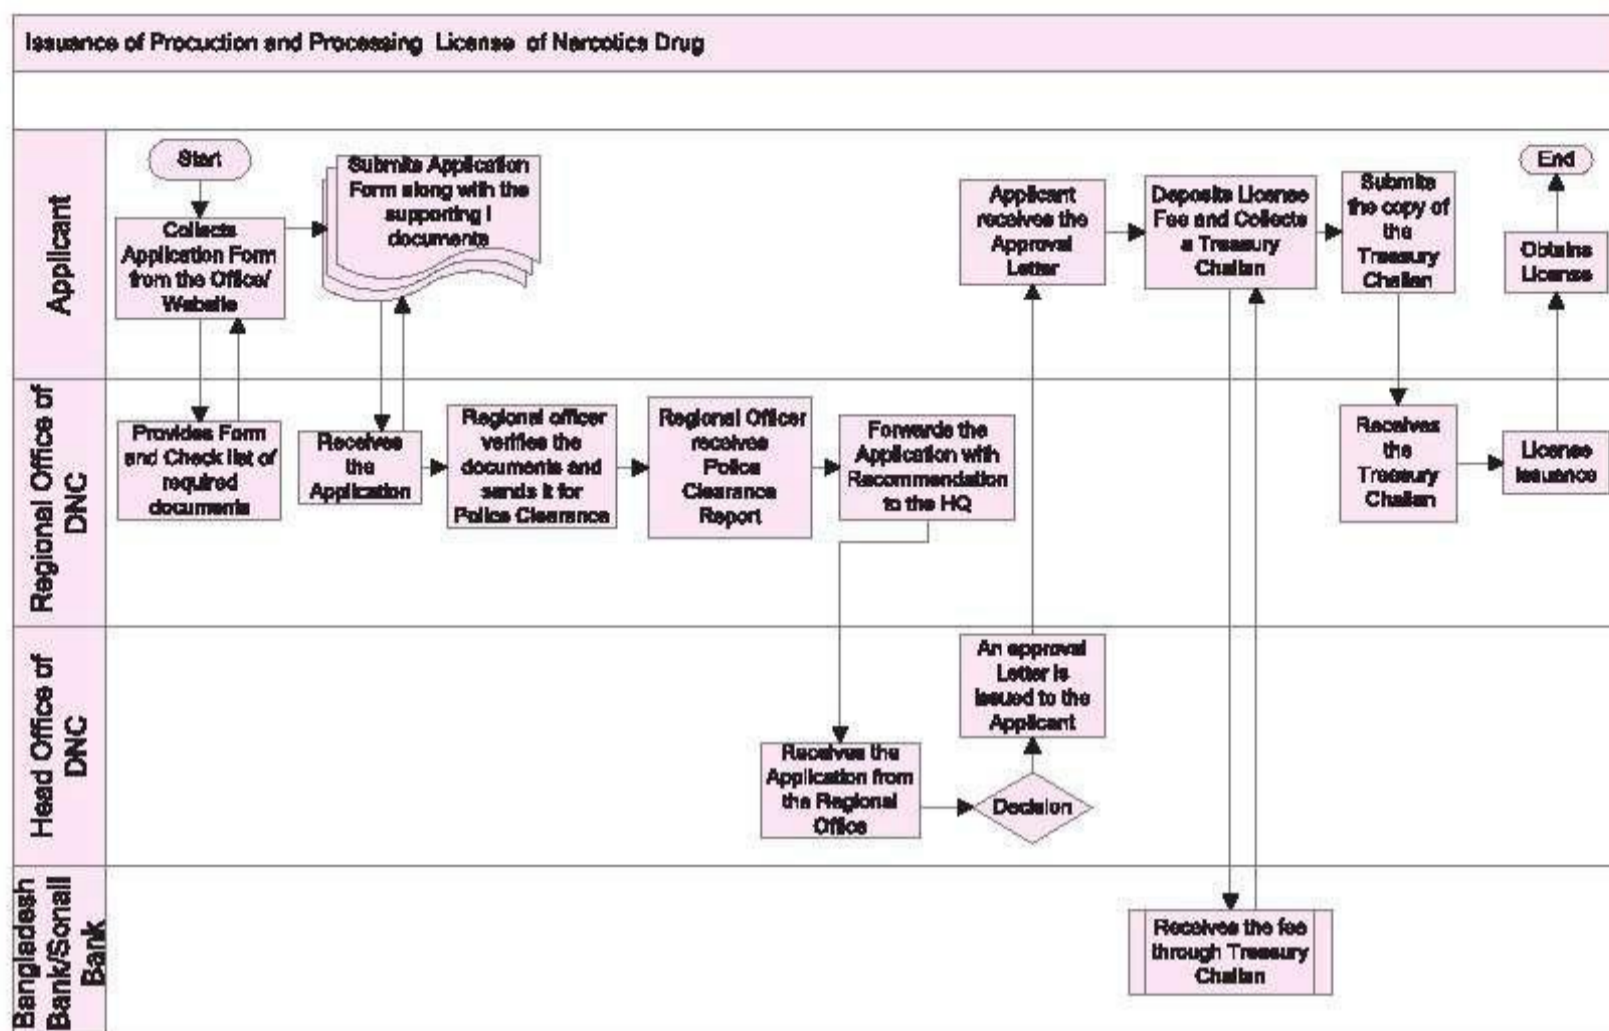 Issuance of Procuction and Processing License of Narcotics Drug
Applicant
Start
Collects
Application Form
from the Office/
Website
Submits Application
Form along with the
supporting l
documents
Applicant
receives the
Approval
Letter
Deposits License
Fee and Collects
a Treasury
Challan
Submits
the copy of
the
Treasury
Challan
End
Obtains
License
Regional Office of
DNC
Provides Form
and Check list of
required
documents
Receives
the
Application
Regional officer
verifies the
documents and
sends it for
Police Clearance
Regional Officer
receives
Police
Clearance
Report
Forwards the
Application with
Recommendation
to the HQ
Receives
the
Treasury
Challan
License
Issuance
Head Office of
DNC
An approval
Letter is
issued to the
Applicant
Receives the
Application from
the Regional
Office
Decision
Bangladesh
Bank/Sonali
Bank
Receives the fee
through Treasury
Challan